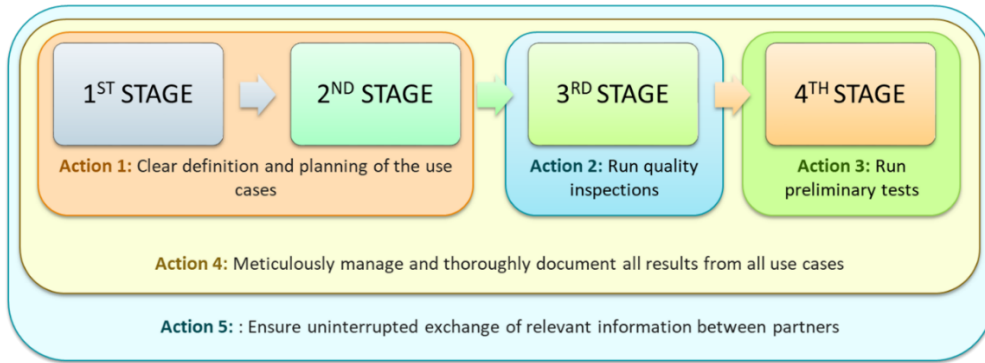 1ST STAGE
2ND STAGE
3RD STAGE
4TH STAGE
Action 1: Clear definition and planning of the use
cases
Action 2: Run quality
inspections
Action 3: Run
preliminary tests
Action 4: Meticulously manage and thoroughly document all results from all use cases
Action 5: : Ensure uninterrupted exchange of relevant information between partners